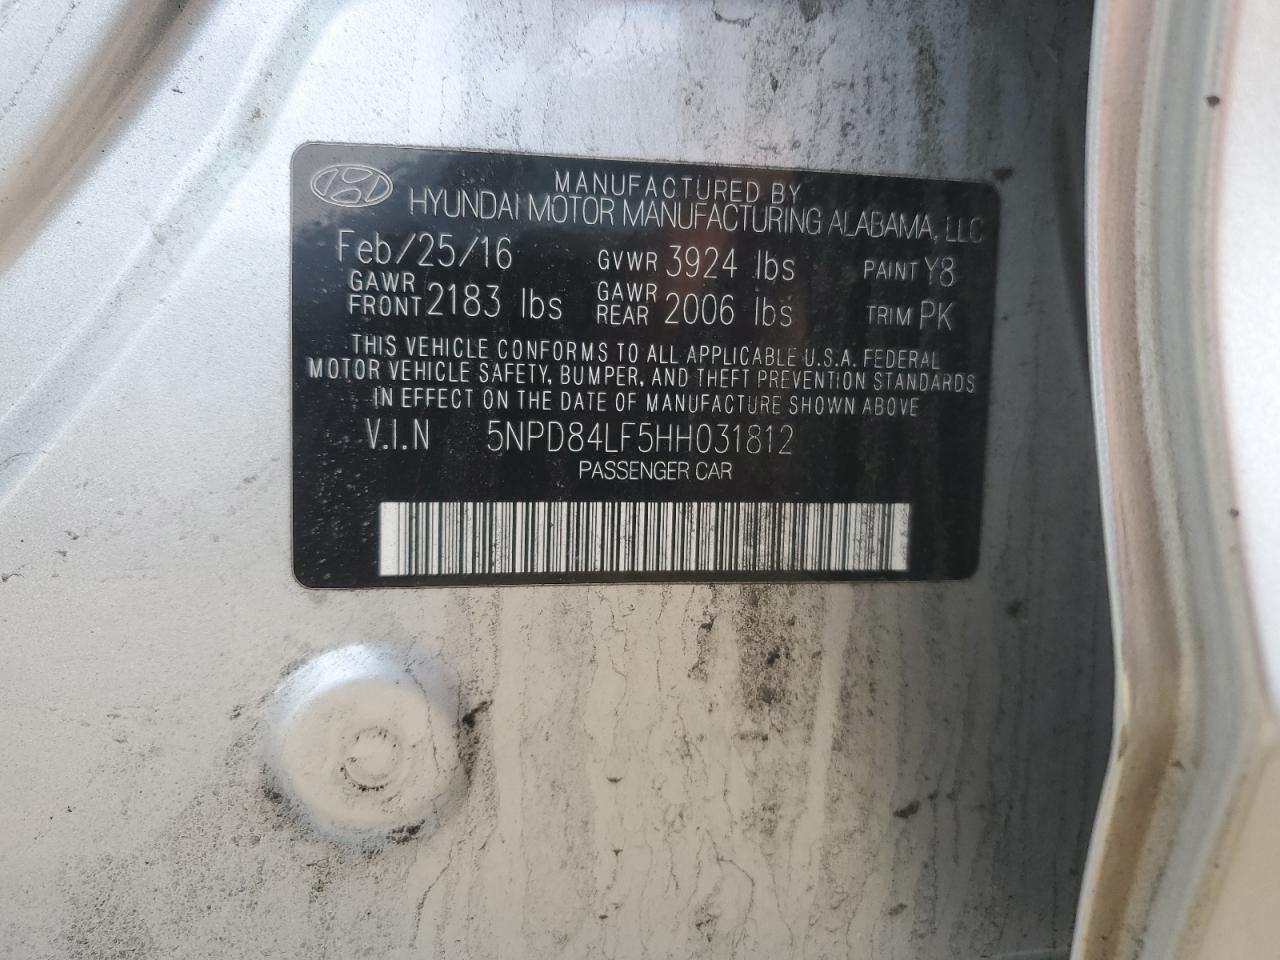 MANUFACTURED BY
HYUNDAI MOTOR MANUFACTURING ALABAMA, LLC
Feb/25/16 GVWR 3924 lbs PAINT Y8
GAWR FRONT 2183 lbs GAWR REAR 2006 lbs TRIM PK
THIS VEHICLE CONFORMS TO ALL APPLICABLE U.S.A. FEDERAL
MOTOR VEHICLE SAFETY, BUMPER, AND THEFT PREVENTION STANDARDS
IN EFFECT ON THE DATE OF MANUFACTURE SHOWN ABOVE
V.I.N 5NPD84LF5HH031812
PASSENGER CAR